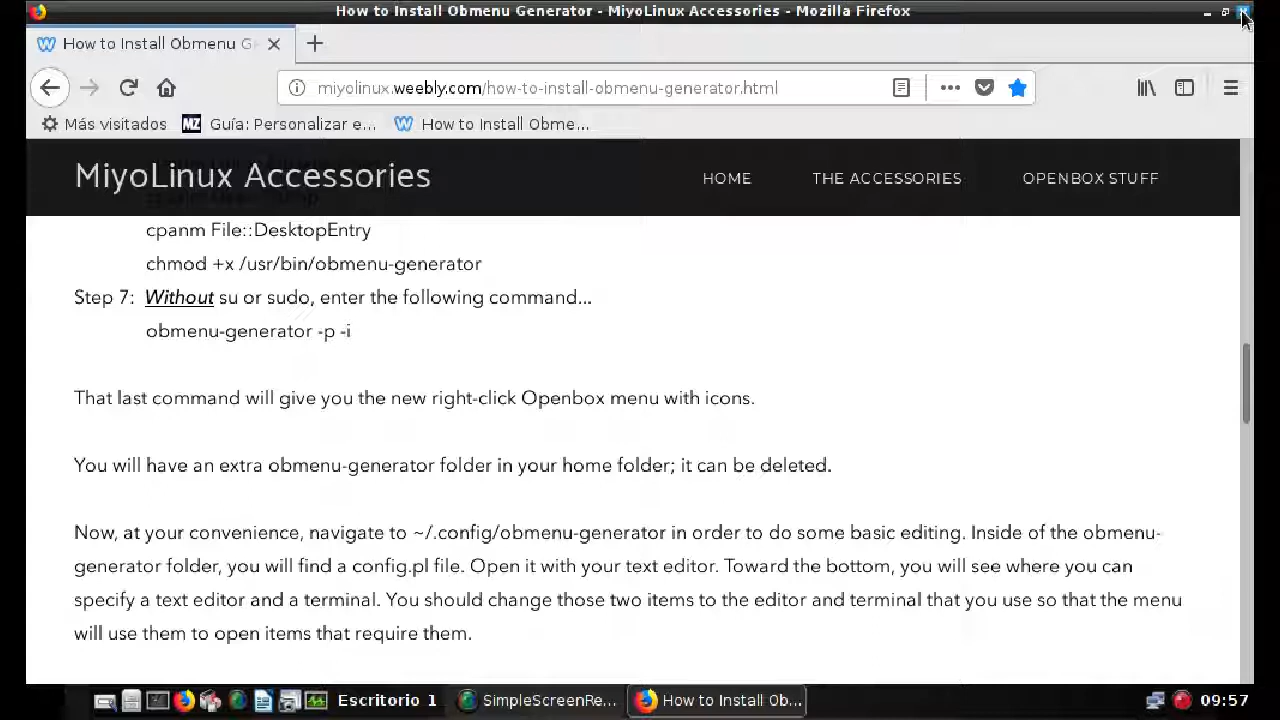 How to Install Obmenu Generator - MiyoLinux Accessories - Mozilla Firefox
How to Install Obmenu G
miyolinux.weebly.com/how-to-install-obmenu-generator.html
Más visitados
MZ
Guía: Personalizar e...
How to Install Obme...
MiyoLinux Accessories
HOME
THE ACCESSORIES
OPENBOX STUFF
cpanm File::DesktopEntry
chmod +x /usr/bin/obmenu-generator
Step 7: Without su or sudo, enter the following command...
obmenu-generator -p -i
That last command will give you the new right-click Openbox menu with icons.
You will have an extra obmenu-generator folder in your home folder; it can be deleted.
Now, at your convenience, navigate to ~/.config/obmenu-generator in order to do some basic editing. Inside of the obmenu-
generator folder, you will find a config.pl file. Open it with your text editor. Toward the bottom, you will see where you can
specify a text editor and a terminal. You should change those two items to the editor and terminal that you use so that the menu
will use them to open items that require them.
Escritorio 1
SimpleScreenRe...
How to Install Ob...
09:57